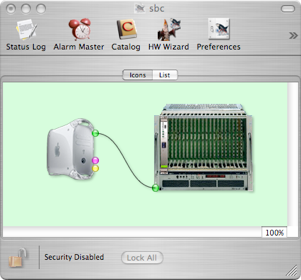 sbc
Status Log Alarm Master Catalog HW Wizard Preferences
Icons List
100%
Security Disabled Lock All